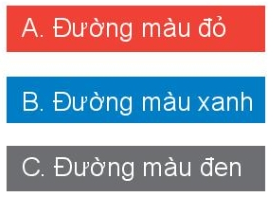 A. Đường màu đỏ
B. Đường màu xanh
C. Đường màu đen